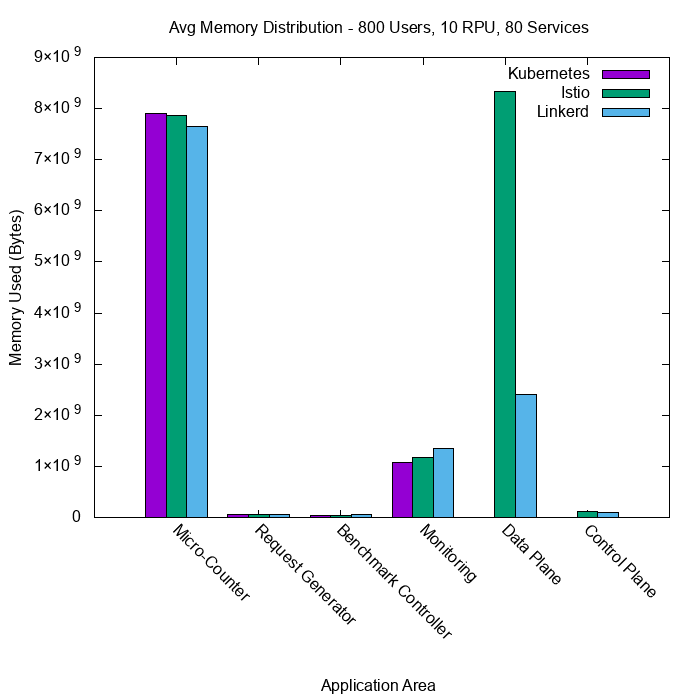 Avg Memory Distribution - 800 Users, 10 RPU, 80 Services
Kubernetes
Istio
Linkerd
Memory Used (Bytes)
9×10⁹
8×10⁹
7×10⁹
6×10⁹
5×10⁹
4×10⁹
3×10⁹
2×10⁹
1×10⁹
0
Micro-Counter
Request Generator
Benchmark Controller
Monitoring
Data Plane
Control Plane
Application Area